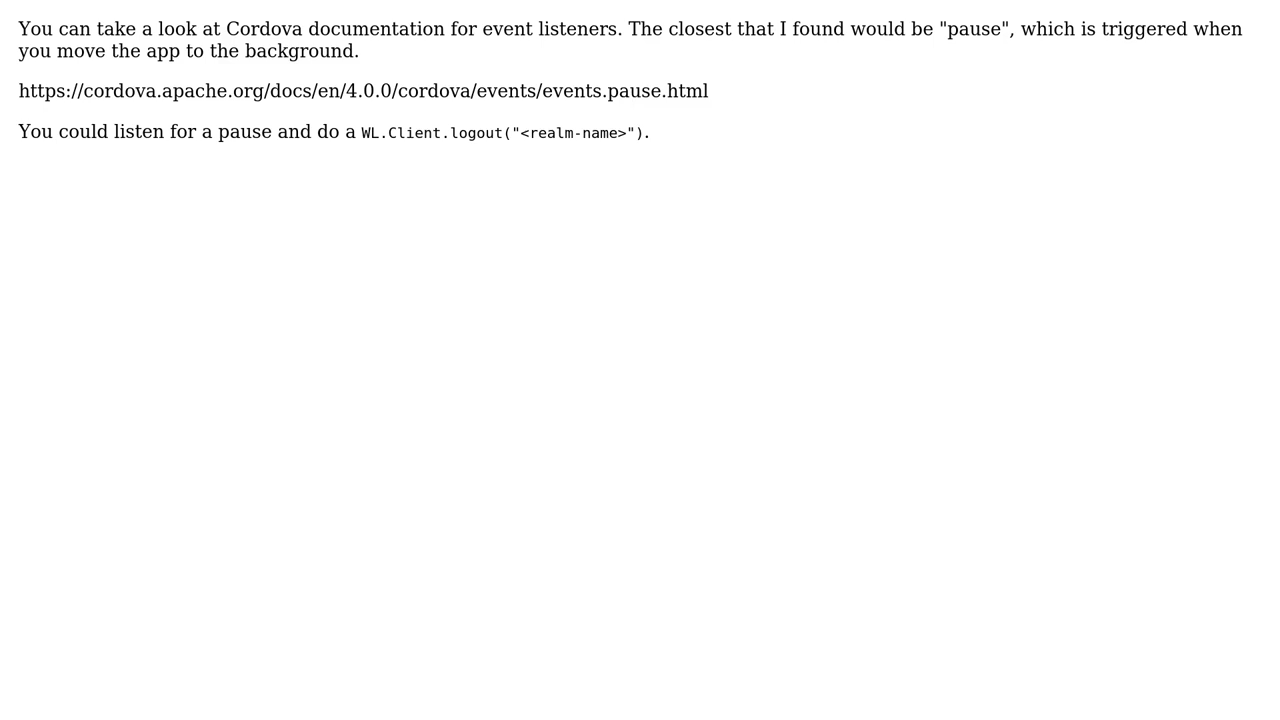 You can take a look at Cordova documentation for event listeners. The closest that I found would be "pause", which is triggered when
you move the app to the background.
https://cordova.apache.org/docs/en/4.0.0/cordova/events/events.pause.html
You could listen for a pause and do a WL.Client.logout("<realm-name>").